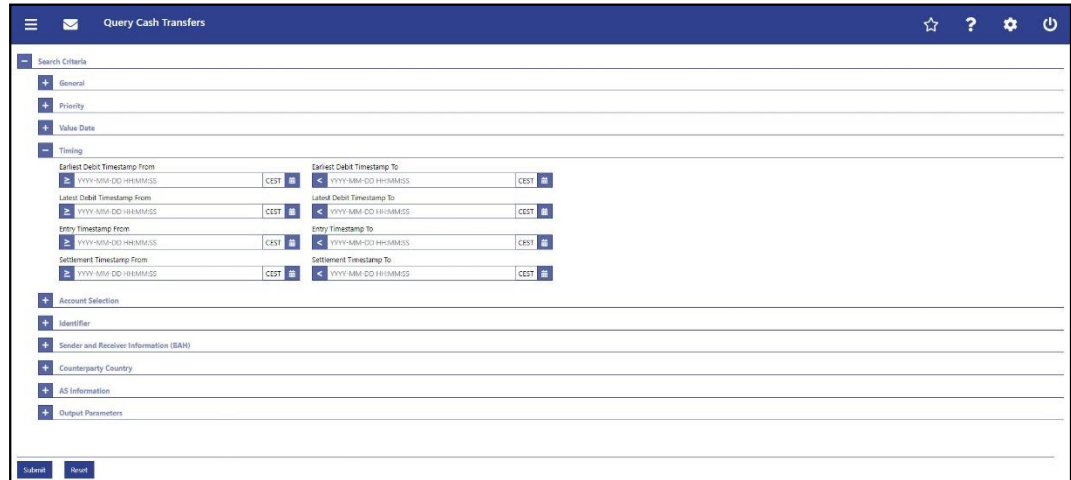 Query Cash Transfers ?
− Search Criteria
+ General
+ Priority
+ Value Date
− Timing
Earliest Debit Timestamp From Earliest Debit Timestamp To
≥ YYYY-MM-DD HH:MM:SS CEST < YYYY-MM-DD HH:MM:SS CEST
Latest Debit Timestamp From Latest Debit Timestamp To
≥ YYYY-MM-DD HH:MM:SS CEST < YYYY-MM-DD HH:MM:SS CEST
Entry Timestamp From Entry Timestamp To
≥ YYYY-MM-DD HH:MM:SS CEST < YYYY-MM-DD HH:MM:SS CEST
Settlement Timestamp From Settlement Timestamp To
≥ YYYY-MM-DD HH:MM:SS CEST < YYYY-MM-DD HH:MM:SS CEST
+ Account Selection
+ Identifier
+ Sender and Receiver Information (BAH)
+ Counterparty Country
+ AS Information
+ Output Parameters
Submit Reset